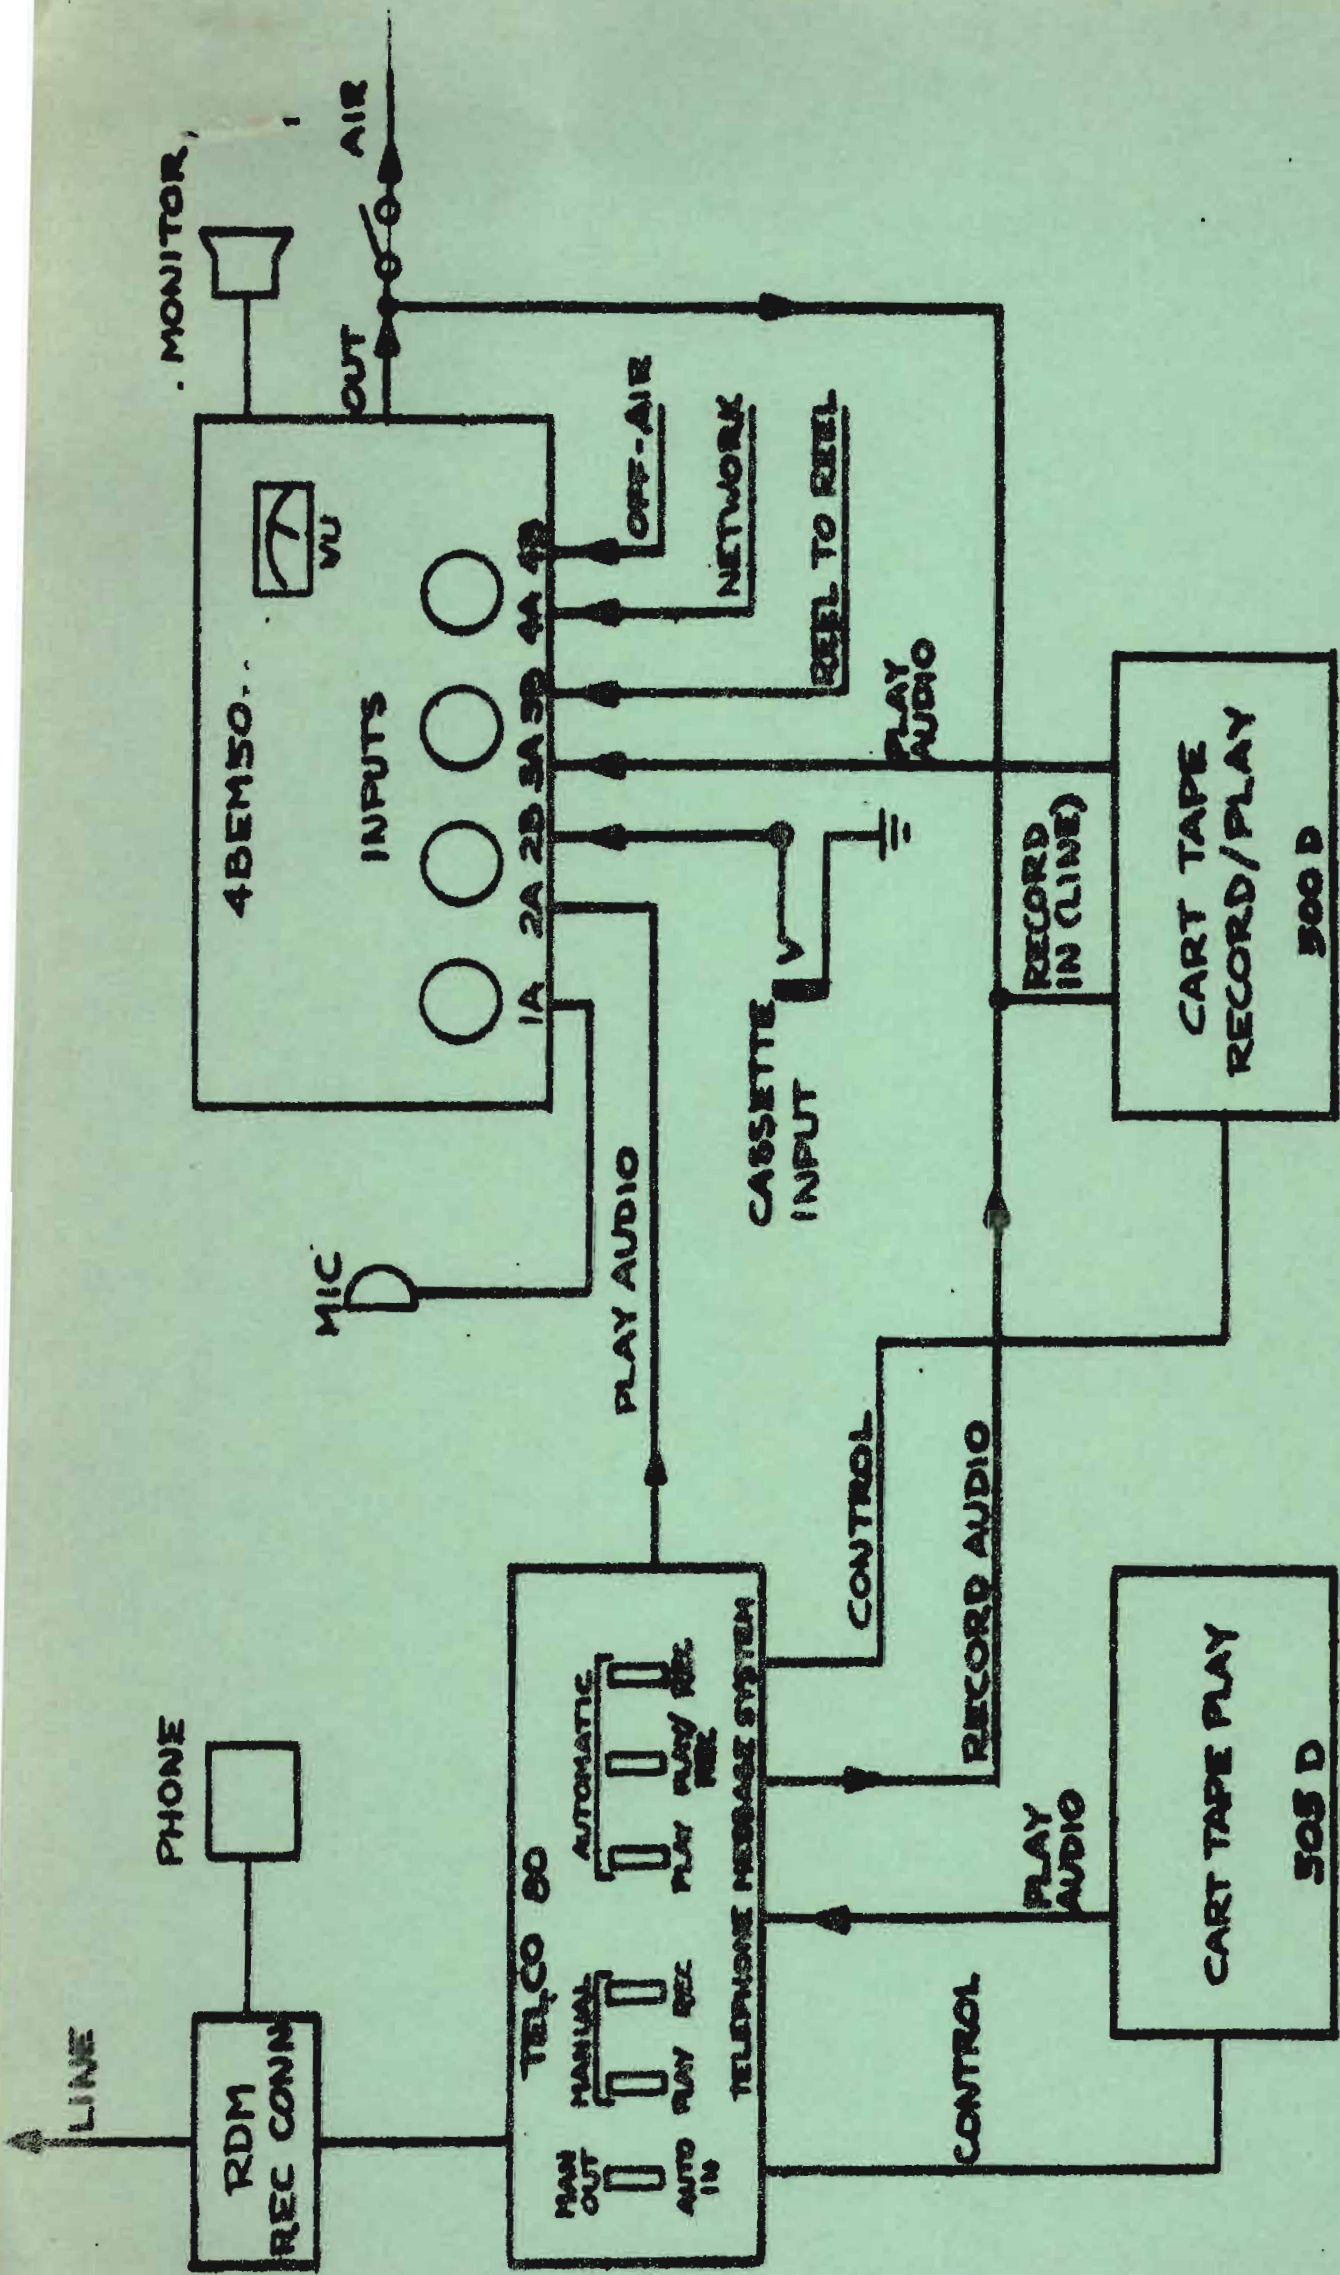 LINE
RDM
REC CONN
PHONE
TELCO 80
MAN
OUT
AUTO
IN
MANUAL
PLAY
REC
AUTOMATIC
PLAY
PLAY/
REC
REC
TELEPHONE MESSAGE SYSTEM
CONTROL
PLAY
AUDIO
CART TAPE PLAY
505 D
RECORD AUDIO
CONTROL
PLAY AUDIO
MIC
4BEM50
VU
INPUTS
1A
2A
2B
3A
3B
4A
4B
MONITOR
OUT
AIR
OFF-AIR
NETWORK
REEL TO REEL
CASSETTE
INPUT
PLAY
AUDIO
RECORD
IN (LINE)
CART TAPE
RECORD/PLAY
500 D